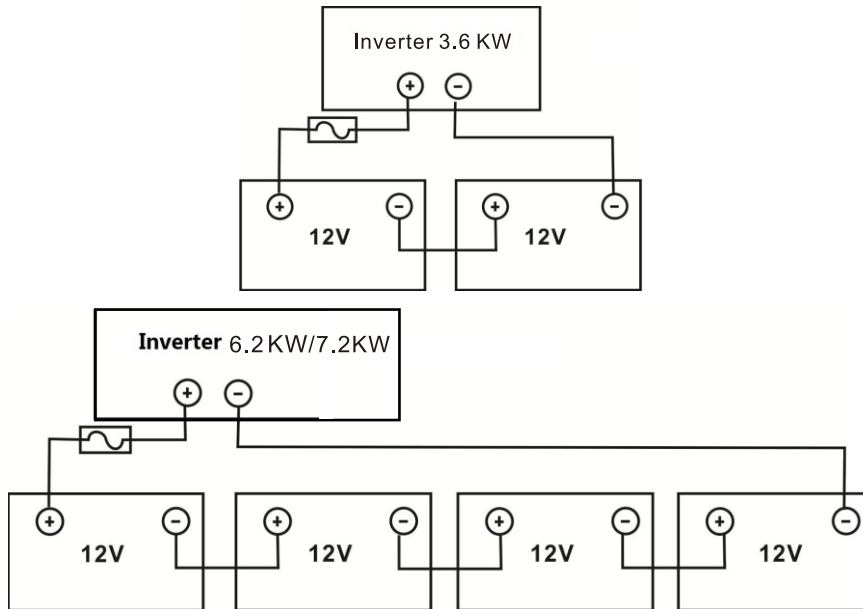 Inverter 3.6 KW
+ −
+ − + −
12V 12V
Inverter 6.2KW/7.2KW
+ −
+ − + − + − + −
12V 12V 12V 12V